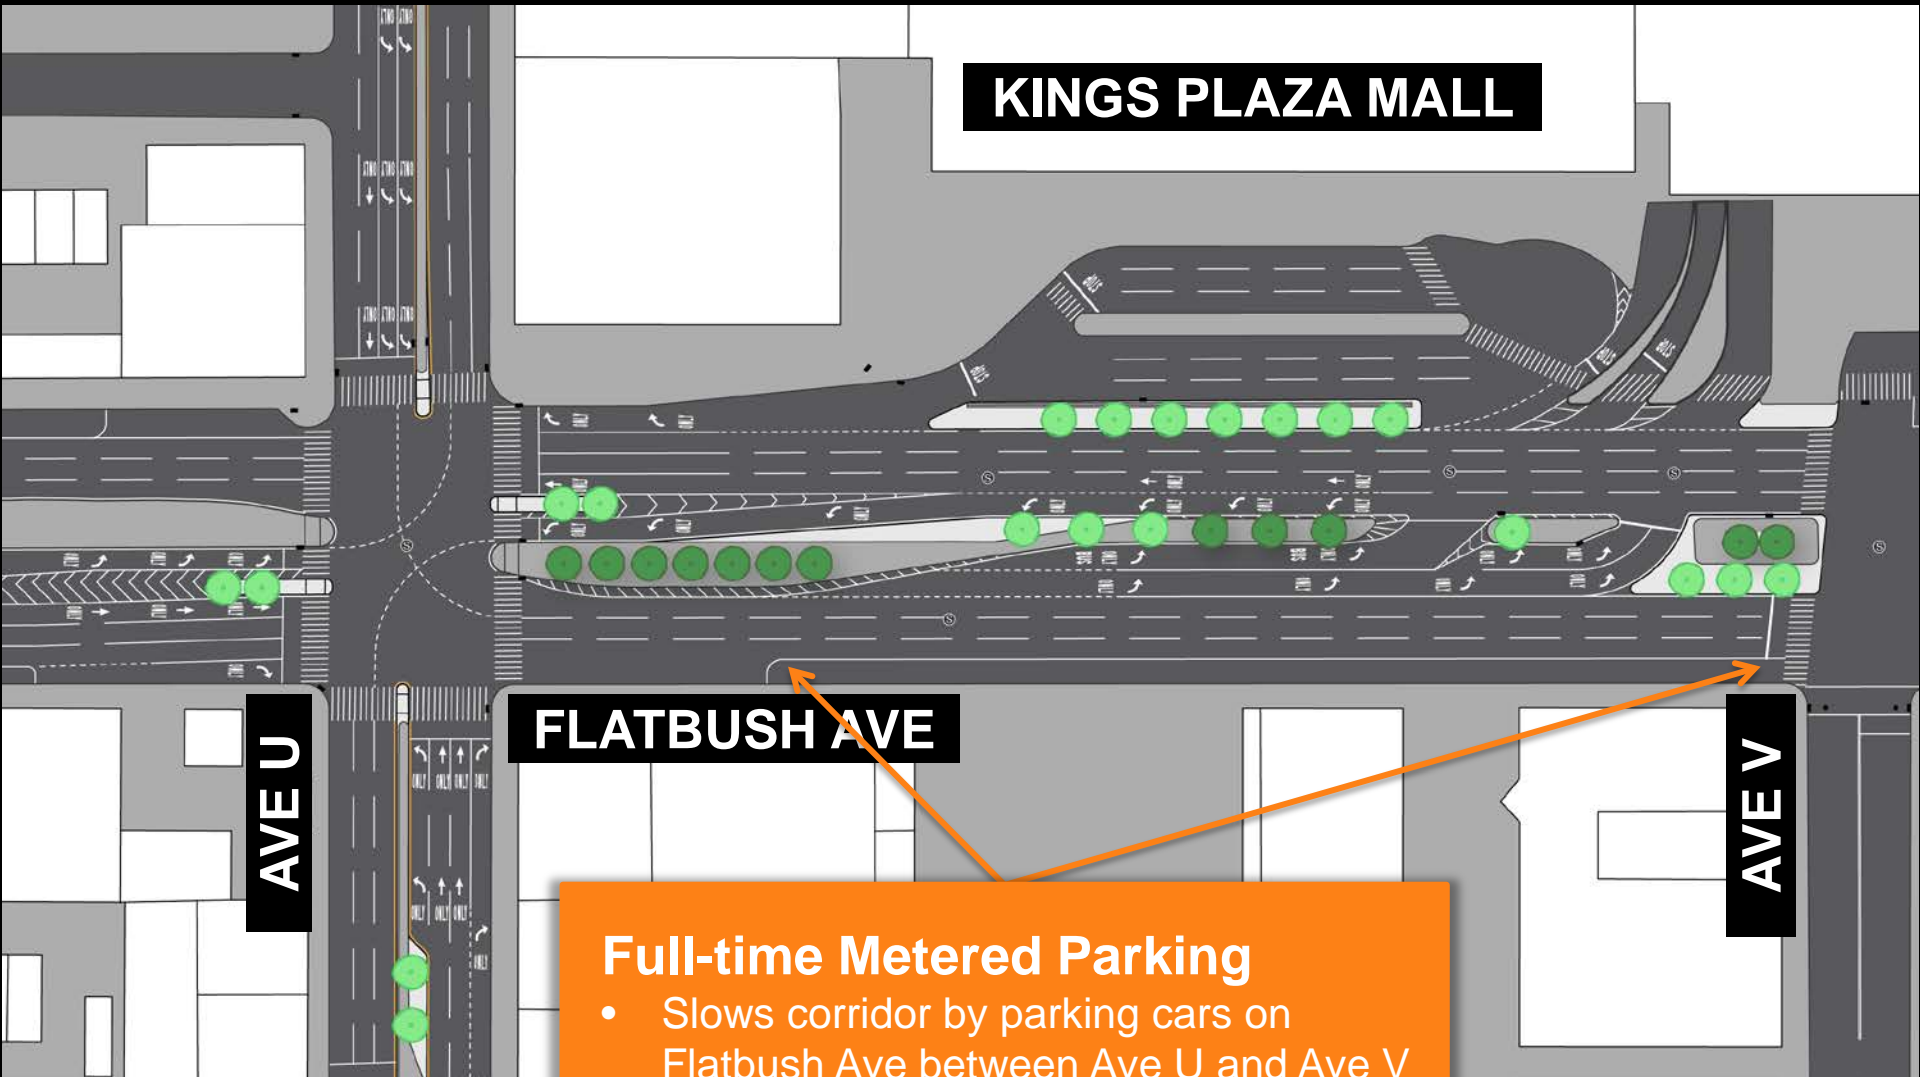 KINGS PLAZA MALL
FLATBUSH AVE
AVE U
AVE V
Full-time Metered Parking
• Slows corridor by parking cars on
Flatbush Ave between Ave U and Ave V